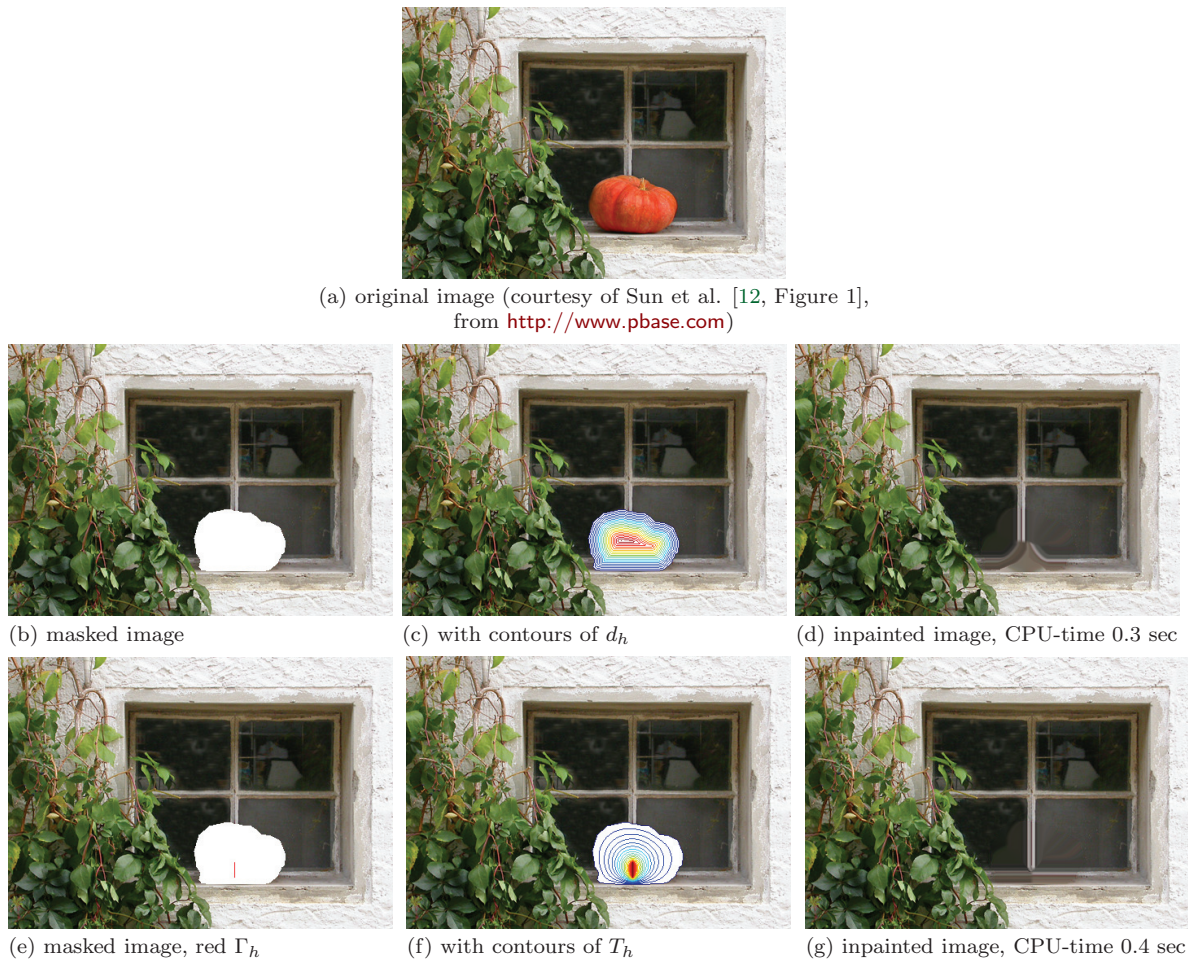 (a) original image (courtesy of Sun et al. [12, Figure 1],
from http://www.pbase.com)
(b) masked image
(c) with contours of d_h
(d) inpainted image, CPU-time 0.3 sec
(e) masked image, red Γ_h
(f) with contours of T_h
(g) inpainted image, CPU-time 0.4 sec